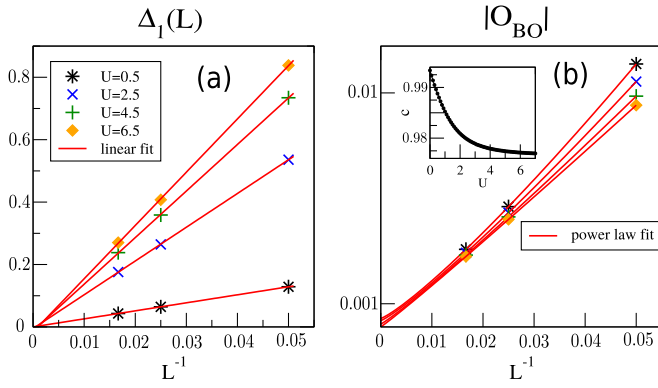 Δ₁(L)
0.8
0.6
0.4
0.2
0
(a)
U=0.5
U=2.5
U=4.5
U=6.5
linear fit
0 0.01 0.02 0.03 0.04 0.05
L⁻¹
|O_BO|
0.01
0.001
(b)
0.99
0.98
c
0 2 4 6
U
power law fit
0 0.01 0.02 0.03 0.04 0.05
L⁻¹